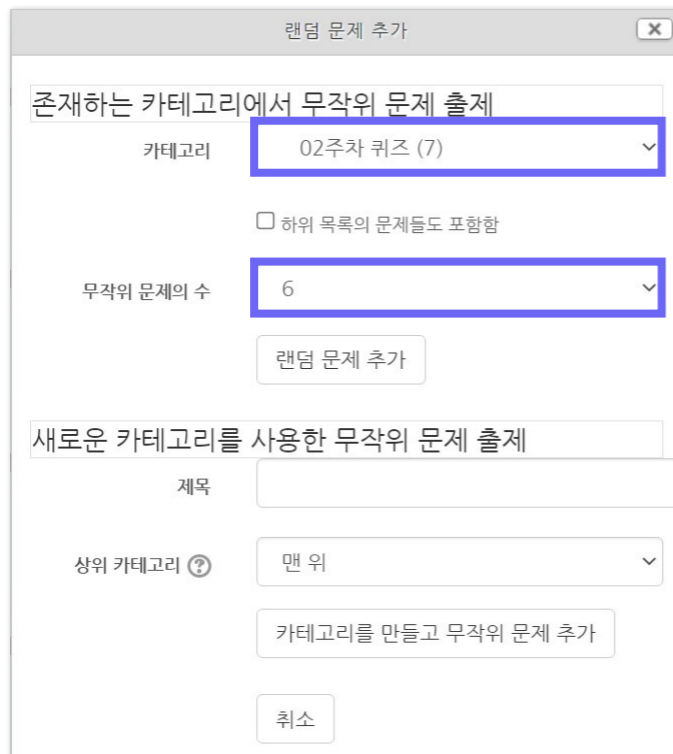 랜덤 문제 추가
존재하는 카테고리에서 무작위 문제 출제
카테고리 02주차 퀴즈 (7)
하위 목록의 문제들도 포함함
무작위 문제의 수 6
랜덤 문제 추가
새로운 카테고리를 사용한 무작위 문제 출제
제목
상위 카테고리 맨 위
카테고리를 만들고 무작위 문제 추가
취소